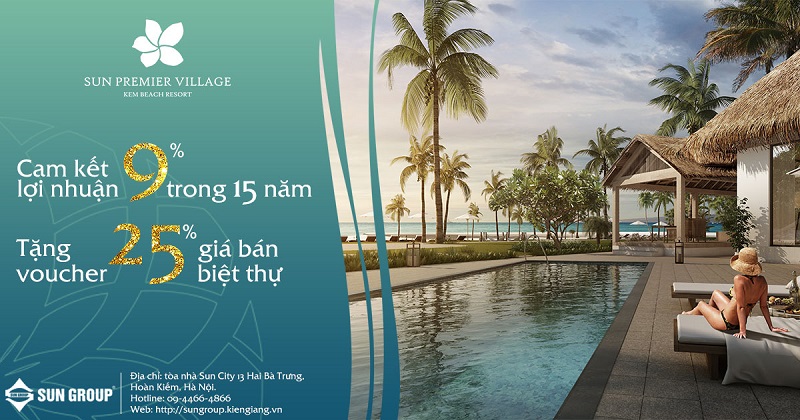 SUN PREMIER VILLAGE
KEM BEACH RESORT
Cam kết
lợi nhuận 9% trong 15 năm
Tặng
voucher 25% giá bán
biệt thự
SUN GROUP
Địa chỉ: tòa nhà Sun City 13 Hai Bà Trưng,
Hoàn Kiếm, Hà Nội.
Hotline: 09-4466-4866
Web: http://sungroup.kiengiang.vn